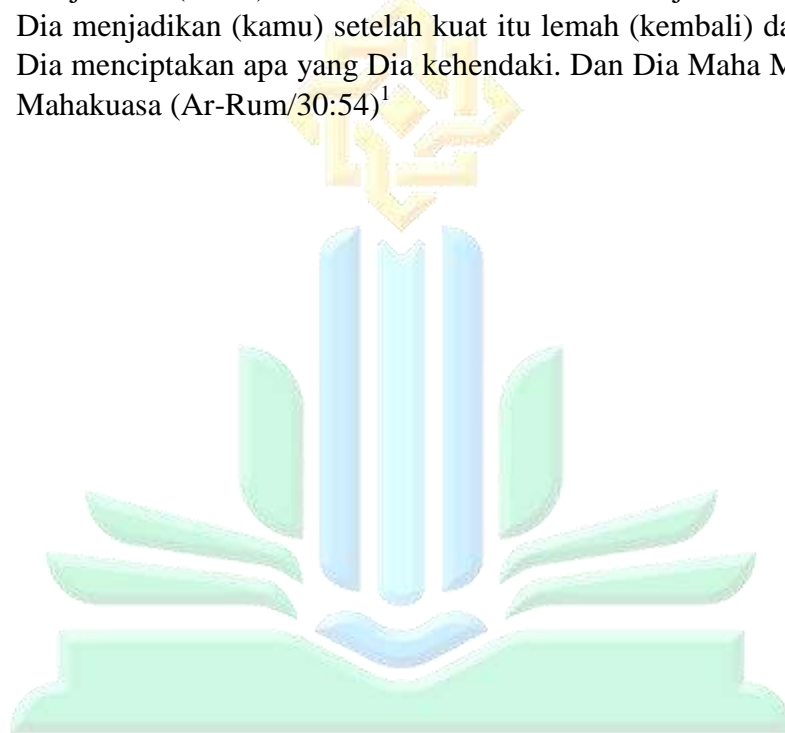 Dia menjadikan (kamu) setelah kuat itu lemah (kembali)
Dia menciptakan apa yang Dia kehendaki. Dan Dia Maha
Mahakuasa (Ar-Rum/30:54)¹